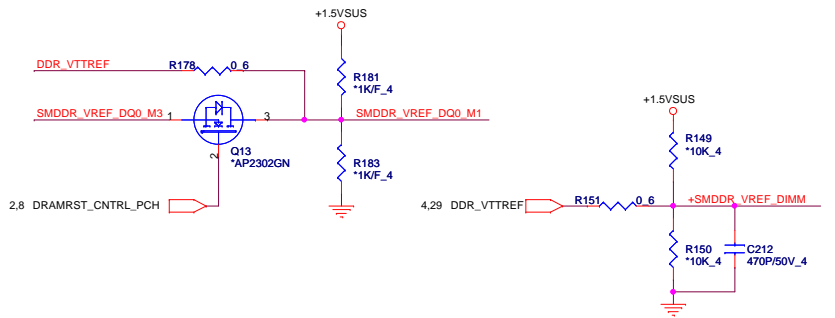 +1.5VSUS
DDR_VTTREF
R178
0_6
R181
*1K/F_4
SMDDR_VREF_DQ0_M3
1
3
SMDDR_VREF_DQ0_M1
2
Q13
*AP2302GN
R183
*1K/F_4
2,8 DRAMRST_CNTRL_PCH
+1.5VSUS
R149
*10K_4
4,29 DDR_VTTREF
R151
0_6
+SMDDR_VREF_DIMM
R150
*10K_4
C212
470P/50V_4